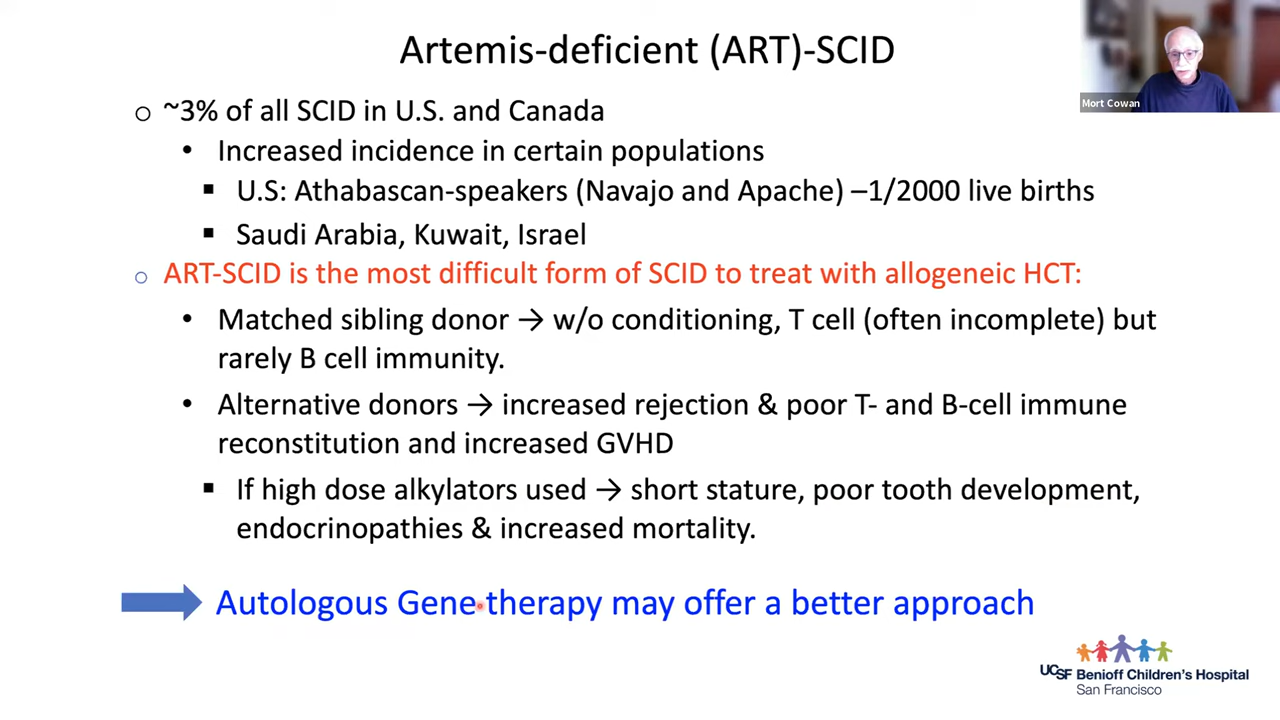 Artemis-deficient (ART)-SCID
Mort Cowan
o ~3% of all SCID in U.S. and Canada
• Increased incidence in certain populations
▪ U.S: Athabascan-speakers (Navajo and Apache) –1/2000 live births
▪ Saudi Arabia, Kuwait, Israel
o ART-SCID is the most difficult form of SCID to treat with allogeneic HCT:
• Matched sibling donor → w/o conditioning, T cell (often incomplete) but
rarely B cell immunity.
• Alternative donors → increased rejection & poor T- and B-cell immune
reconstitution and increased GVHD
▪ If high dose alkylators used → short stature, poor tooth development,
endocrinopathies & increased mortality.
Autologous Gene therapy may offer a better approach
UCSF Benioff Children's Hospital
San Francisco